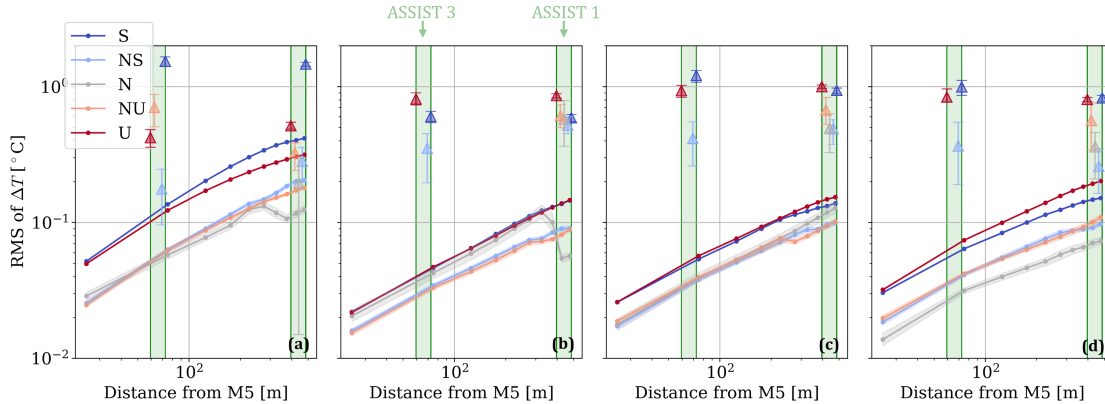 ASSIST 3
ASSIST 1
S
NS
N
NU
U
RMS of ΔT [°C]
10⁰
10⁻¹
10⁻²
(a)
(b)
(c)
(d)
10²
10²
10²
10²
Distance from M5 [m]
Distance from M5 [m]
Distance from M5 [m]
Distance from M5 [m]